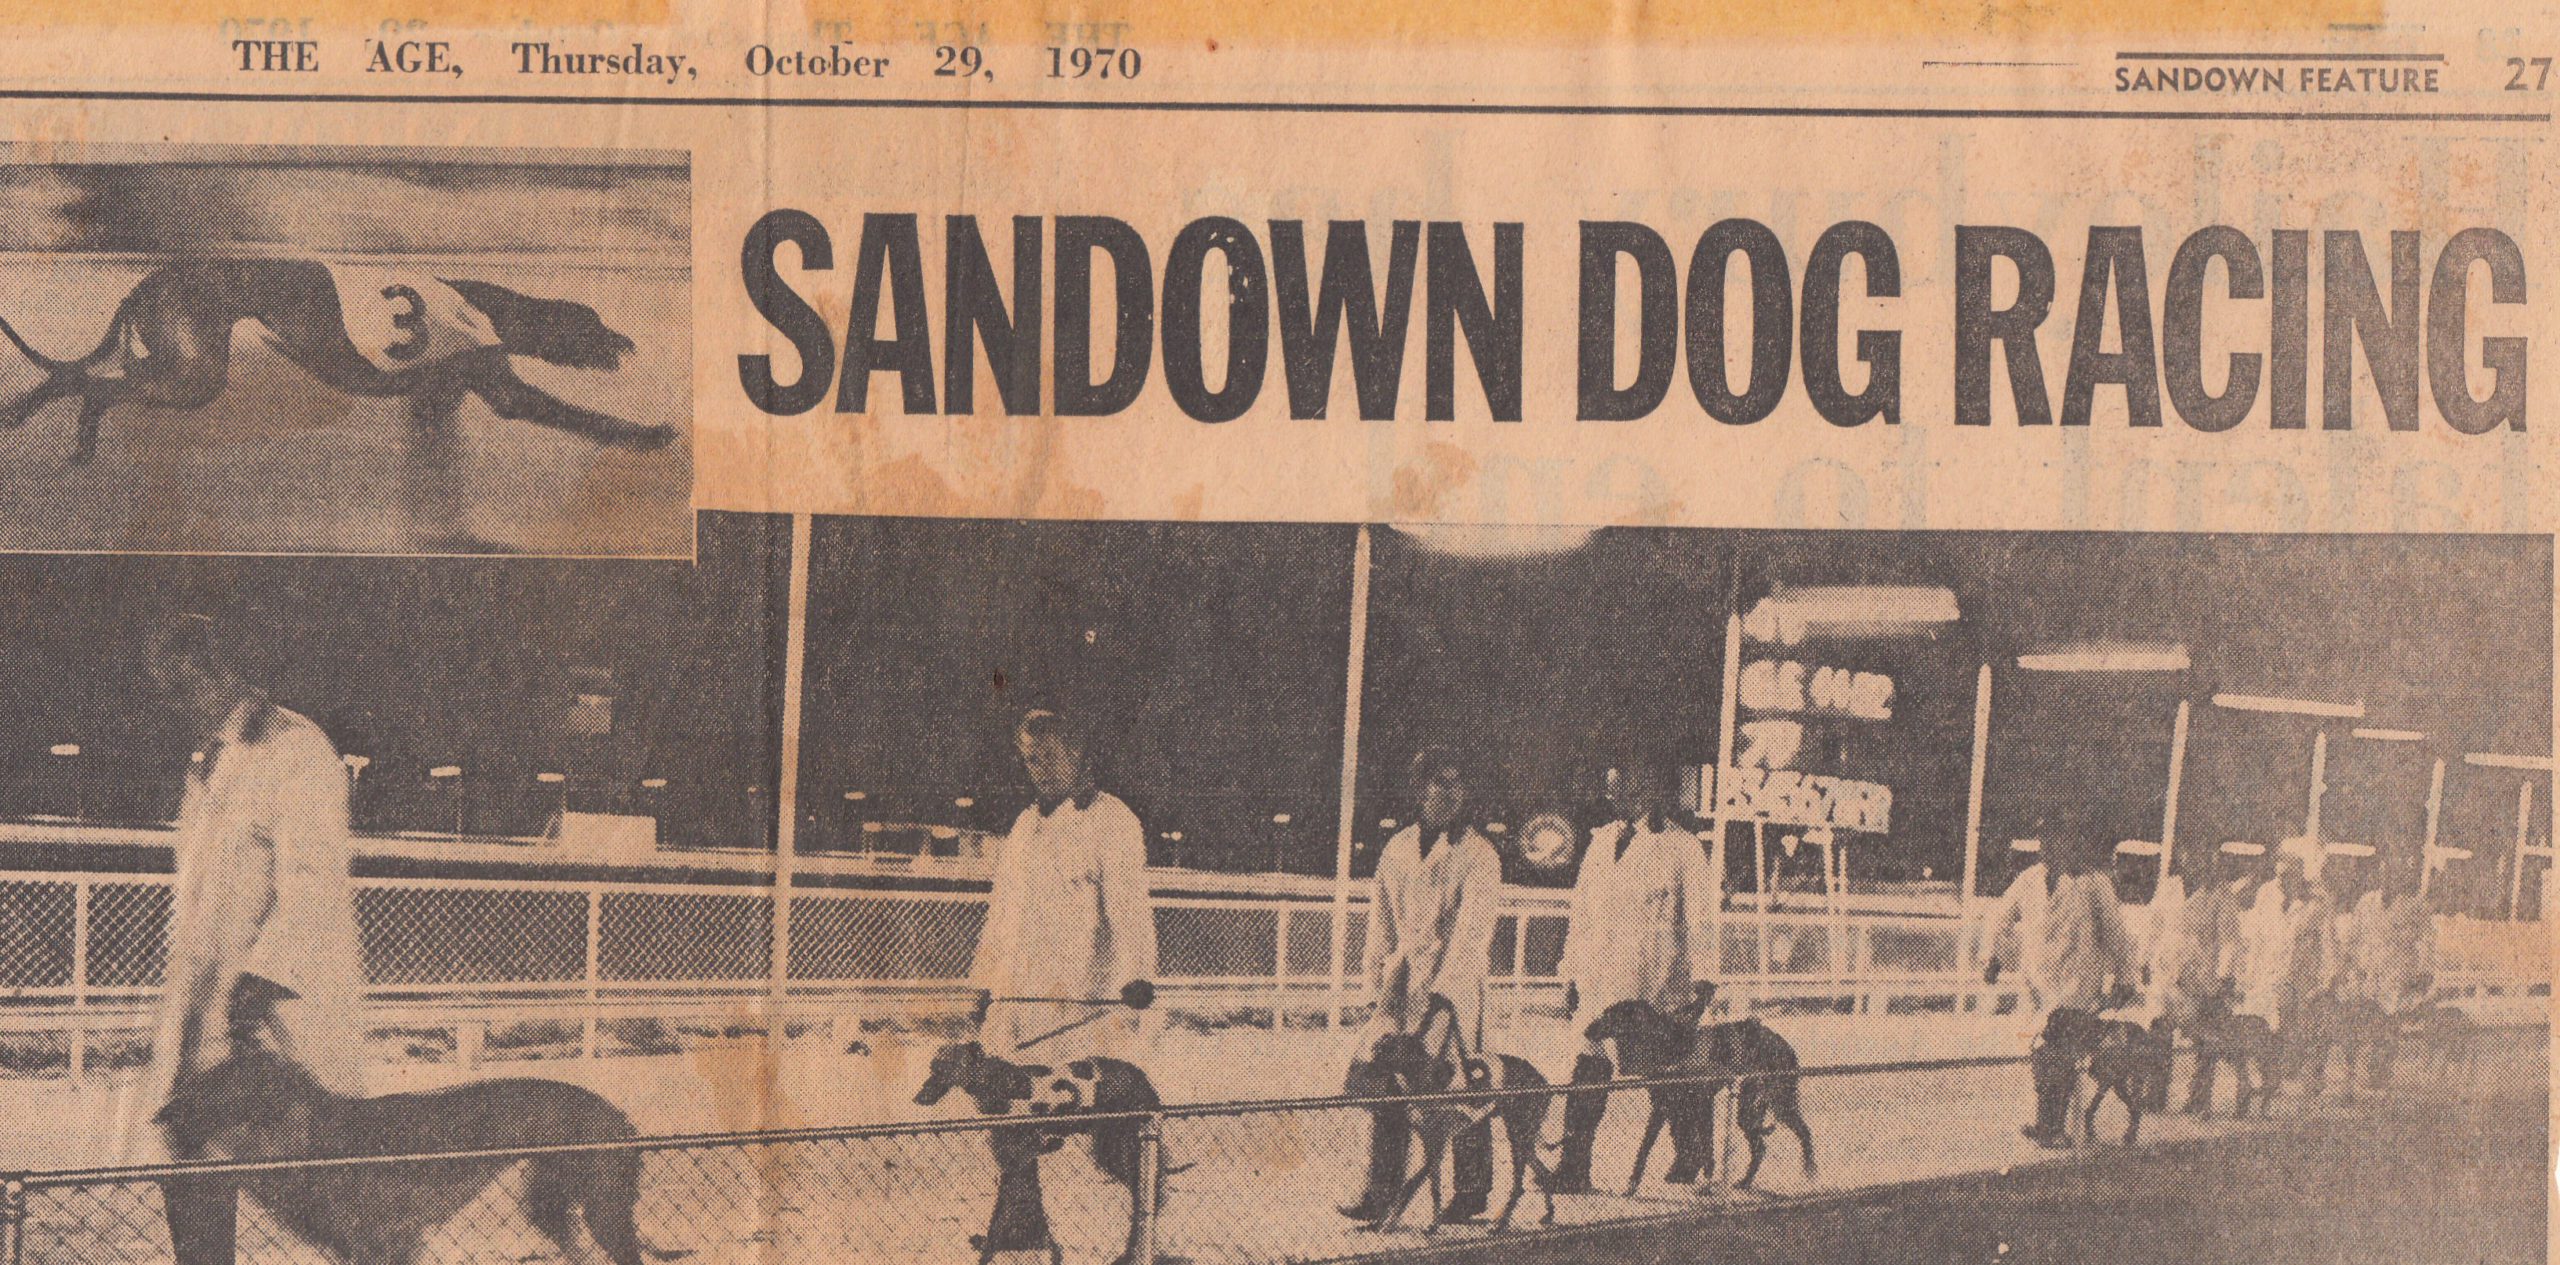 THE AGE, Thursday, October 29, 1970
SANDOWN FEATURE 27
SANDOWN DOG RACING
3